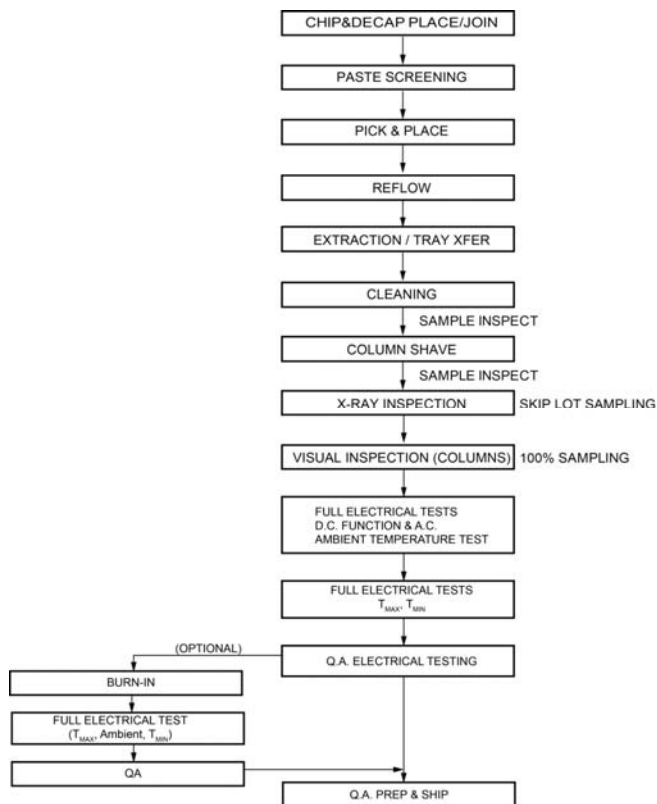 CHIP&DECAP PLACE/JOIN
PASTE SCREENING
PICK & PLACE
REFLOW
EXTRACTION / TRAY XFER
CLEANING
SAMPLE INSPECT
COLUMN SHAVE
SAMPLE INSPECT
X-RAY INSPECTION
SKIP LOT SAMPLING
VISUAL INSPECTION (COLUMNS)
100% SAMPLING
FULL ELECTRICAL TESTS
D.C. FUNCTION & A.C.
AMBIENT TEMPERATURE TEST
FULL ELECTRICAL TESTS
TMAX, TMIN
(OPTIONAL)
Q.A. ELECTRICAL TESTING
BURN-IN
FULL ELECTRICAL TEST
(TMAX, Ambient, TMIN)
QA
Q.A. PREP & SHIP